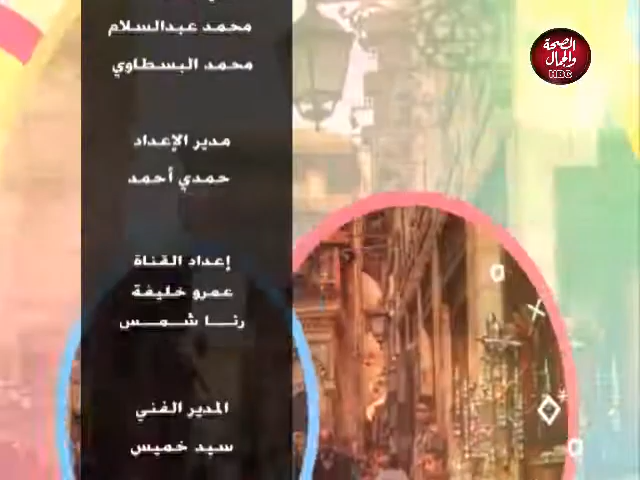 محمد عبدالسلام
محمد البسطاوي
مدير الإعداد
حمدي أحمد
إعداد القناة
عمرو خليفة
رنا شمس
المدير الفني
سيد خميس
الصحة
والجمال
HBC